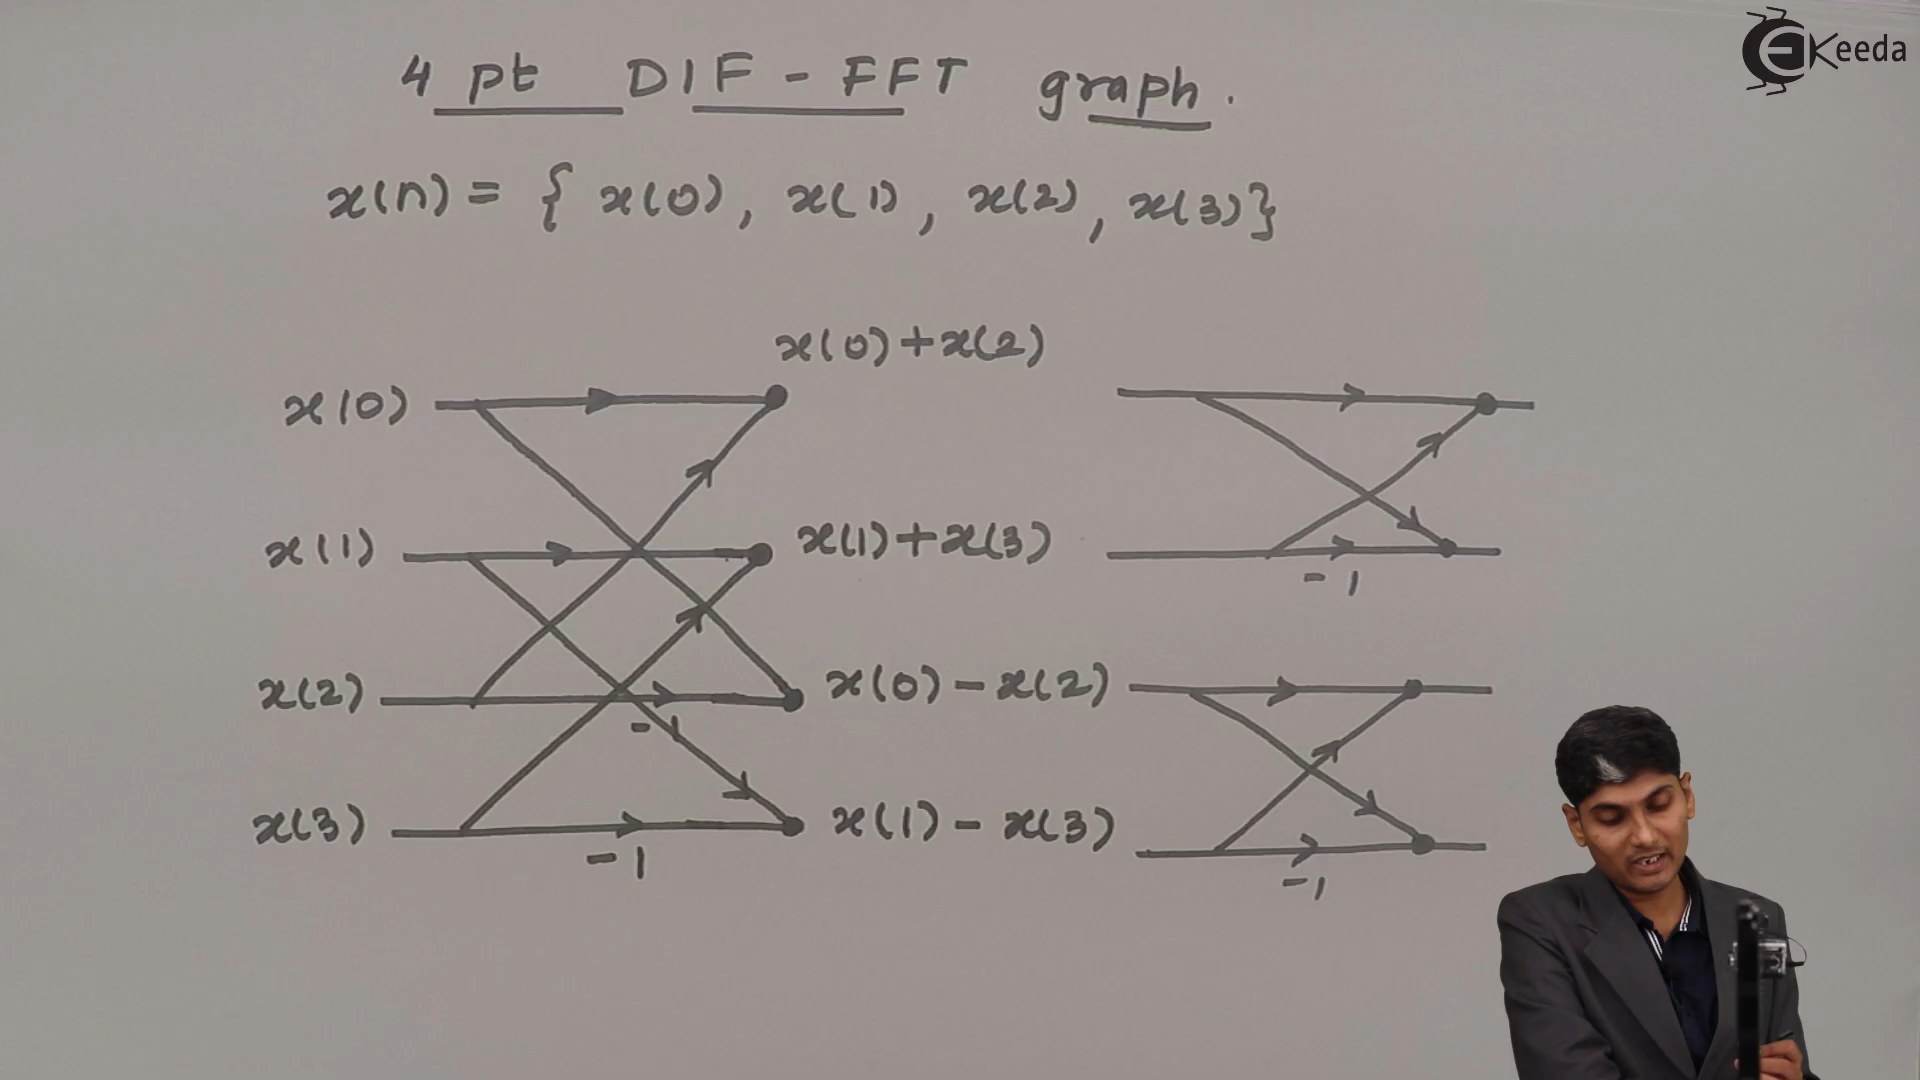 EKeeda
4 pt DIF - FFT graph.
x(n) = { x(0), x(1), x(2), x(3)}
x(0)+x(2)
x(0)
x(1)
x(1)+x(3)
-1
x(2)
x(0)-x(2)
-1
x(3)
x(1)-x(3)
-1
-1